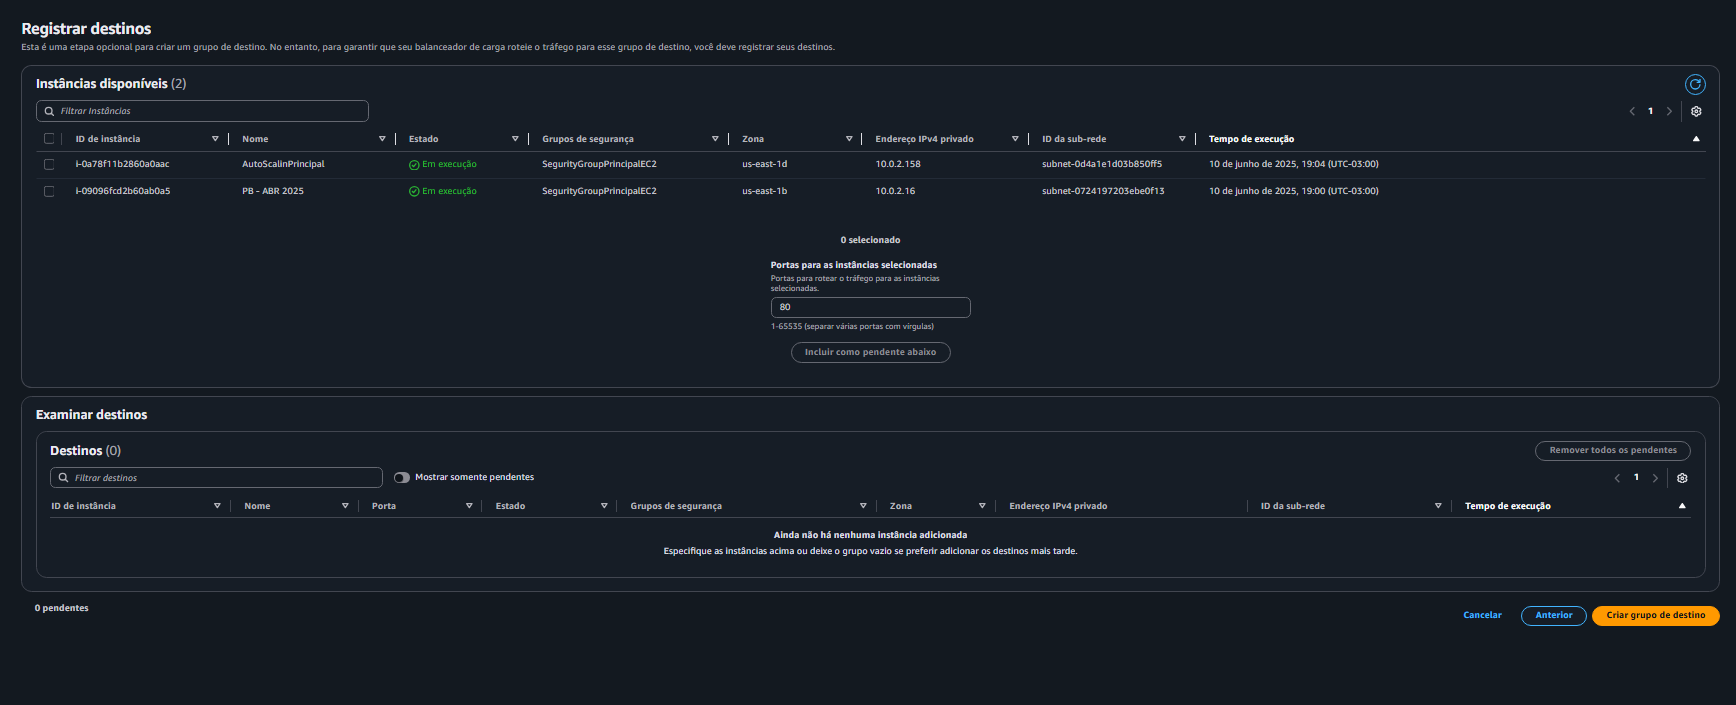 Registrar destinos
Esta é uma etapa opcional para criar um grupo de destino. No entanto, para garantir que seu balanceador de carga roteie o tráfego para esse grupo de destino, você deve registrar seus destinos.
Instâncias disponíveis (2)
Filtrar Instâncias
1
ID de instância Nome Estado Grupos de segurança Zona Endereço IPv4 privado ID da sub-rede Tempo de execução
i-0a78f11b2860a0aac AutoScalinPrincipal Em execução SegurityGroupPrincipalEC2 us-east-1d 10.0.2.158 subnet-0d4a1e1d03b850ff5 10 de junho de 2025, 19:04 (UTC-03:00)
i-09096fcd2b60ab0a5 PB - ABR 2025 Em execução SegurityGroupPrincipalEC2 us-east-1b 10.0.2.16 subnet-0724197203ebe0f13 10 de junho de 2025, 19:00 (UTC-03:00)
0 selecionado
Portas para as instâncias selecionadas
Portas para rotear o tráfego para as instâncias
selecionadas.
80
1-65535 (separar várias portas com vírgulas)
Incluir como pendente abaixo
Examinar destinos
Destinos (0)
Remover todos os pendentes
Filtrar destinos
Mostrar somente pendentes
1
ID de instância Nome Porta Estado Grupos de segurança Zona Endereço IPv4 privado ID da sub-rede Tempo de execução
Ainda não há nenhuma instância adicionada
Especifique as instâncias acima ou deixe o grupo vazio se preferir adicionar os destinos mais tarde.
0 pendentes
Cancelar
Anterior
Criar grupo de destino